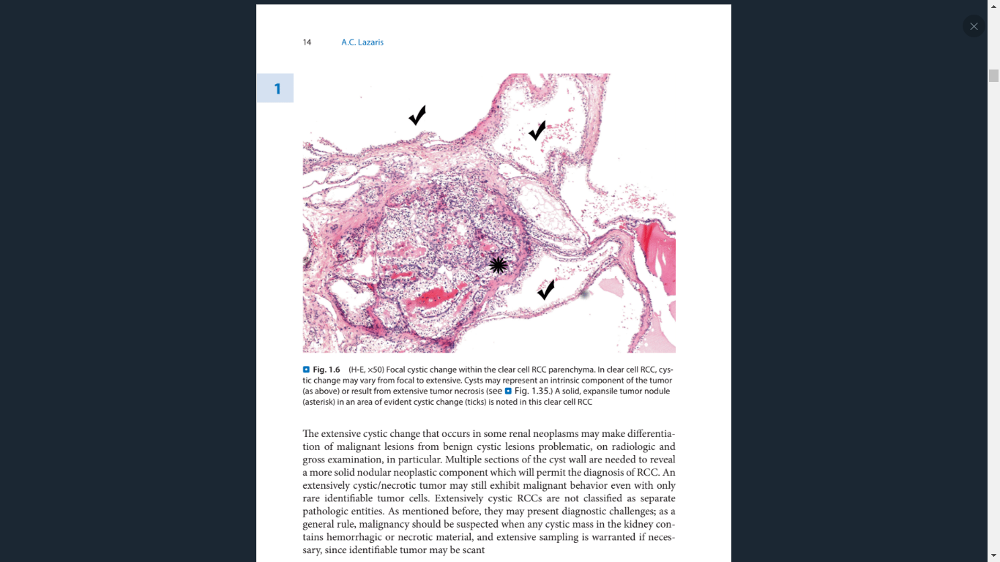 14 A.C. Lazaris
1
Fig. 1.6 (H-E, ×50) Focal cystic change within the clear cell RCC parenchyma. In clear cell RCC, cys-
tic change may vary from focal to extensive. Cysts may represent an intrinsic component of the tumor
(as above) or result from extensive tumor necrosis (see Fig. 1.35.) A solid, expansile tumor nodule
(asterisk) in an area of evident cystic change (ticks) is noted in this clear cell RCC
The extensive cystic change that occurs in some renal neoplasms may make differentia-
tion of malignant lesions from benign cystic lesions problematic, on radiologic and
gross examination, in particular. Multiple sections of the cyst wall are needed to reveal
a more solid nodular neoplastic component which will permit the diagnosis of RCC. An
extensively cystic/necrotic tumor may still exhibit malignant behavior even with only
rare identifiable tumor cells. Extensively cystic RCCs are not classified as separate
pathologic entities. As mentioned before, they may present diagnostic challenges; as a
general rule, malignancy should be suspected when any cystic mass in the kidney con-
tains hemorrhagic or necrotic material, and extensive sampling is warranted if neces-
sary, since identifiable tumor may be scant